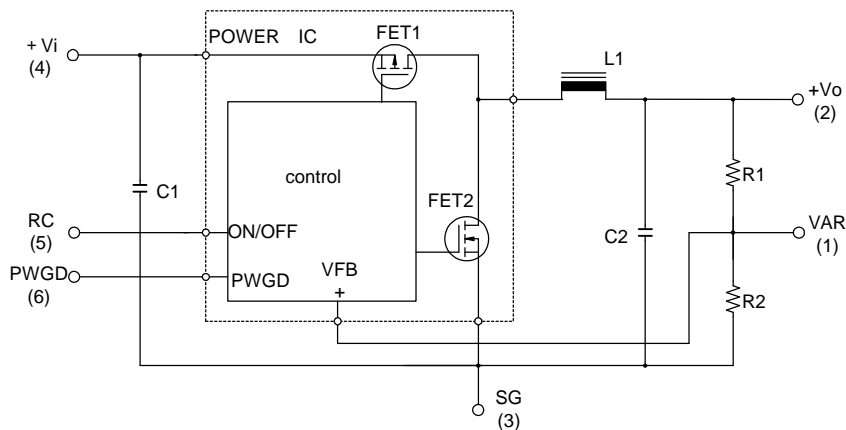 FET1
POWER IC
+ Vi
(4)
L1
+Vo
(2)
C1
control
R1
FET2
RC
(5)
ON/OFF
C2
VAR
(1)
PWGD
(6)
PWGD
VFB
+
R2
SG
(3)